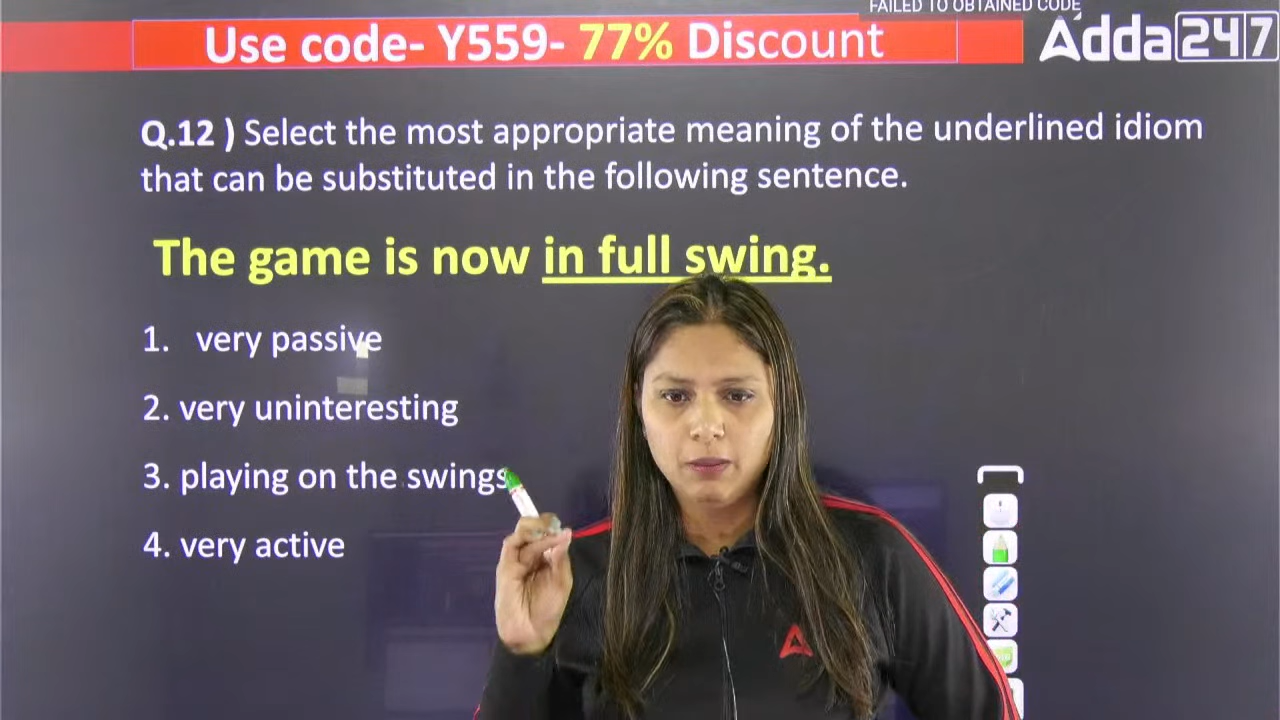 FAILED TO OBTAINED CODE
Use code- Y559- 77% Discount
Adda 247
Q.12 ) Select the most appropriate meaning of the underlined idiom
that can be substituted in the following sentence.
The game is now in full swing.
1. very passive
2. very uninteresting
3. playing on the swings
4. very active